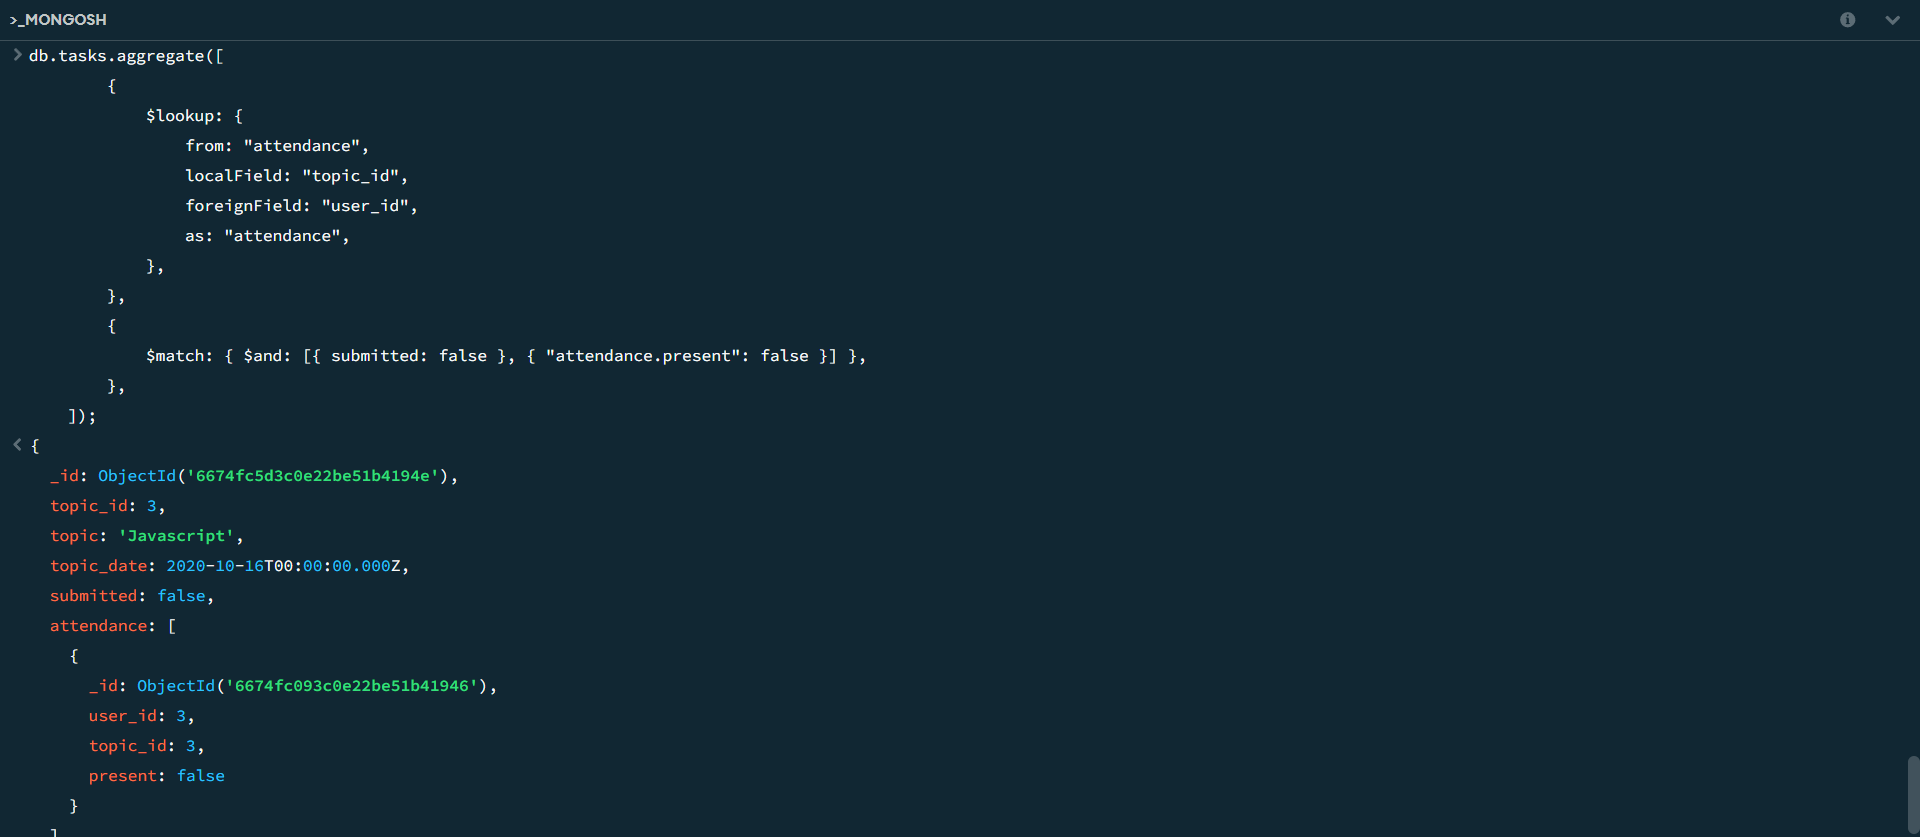 >_MONGOSH
> db.tasks.aggregate([
{
$lookup: {
from: "attendance",
localField: "topic_id",
foreignField: "user_id",
as: "attendance",
},
},
{
$match: { $and: [{ submitted: false }, { "attendance.present": false }] },
},
]);
< {
_id: ObjectId('6674fc5d3c0e22be51b4194e'),
topic_id: 3,
topic: 'Javascript',
topic_date: 2020-10-16T00:00:00.000Z,
submitted: false,
attendance: [
{
_id: ObjectId('6674fc093c0e22be51b41946'),
user_id: 3,
topic_id: 3,
present: false
}
]